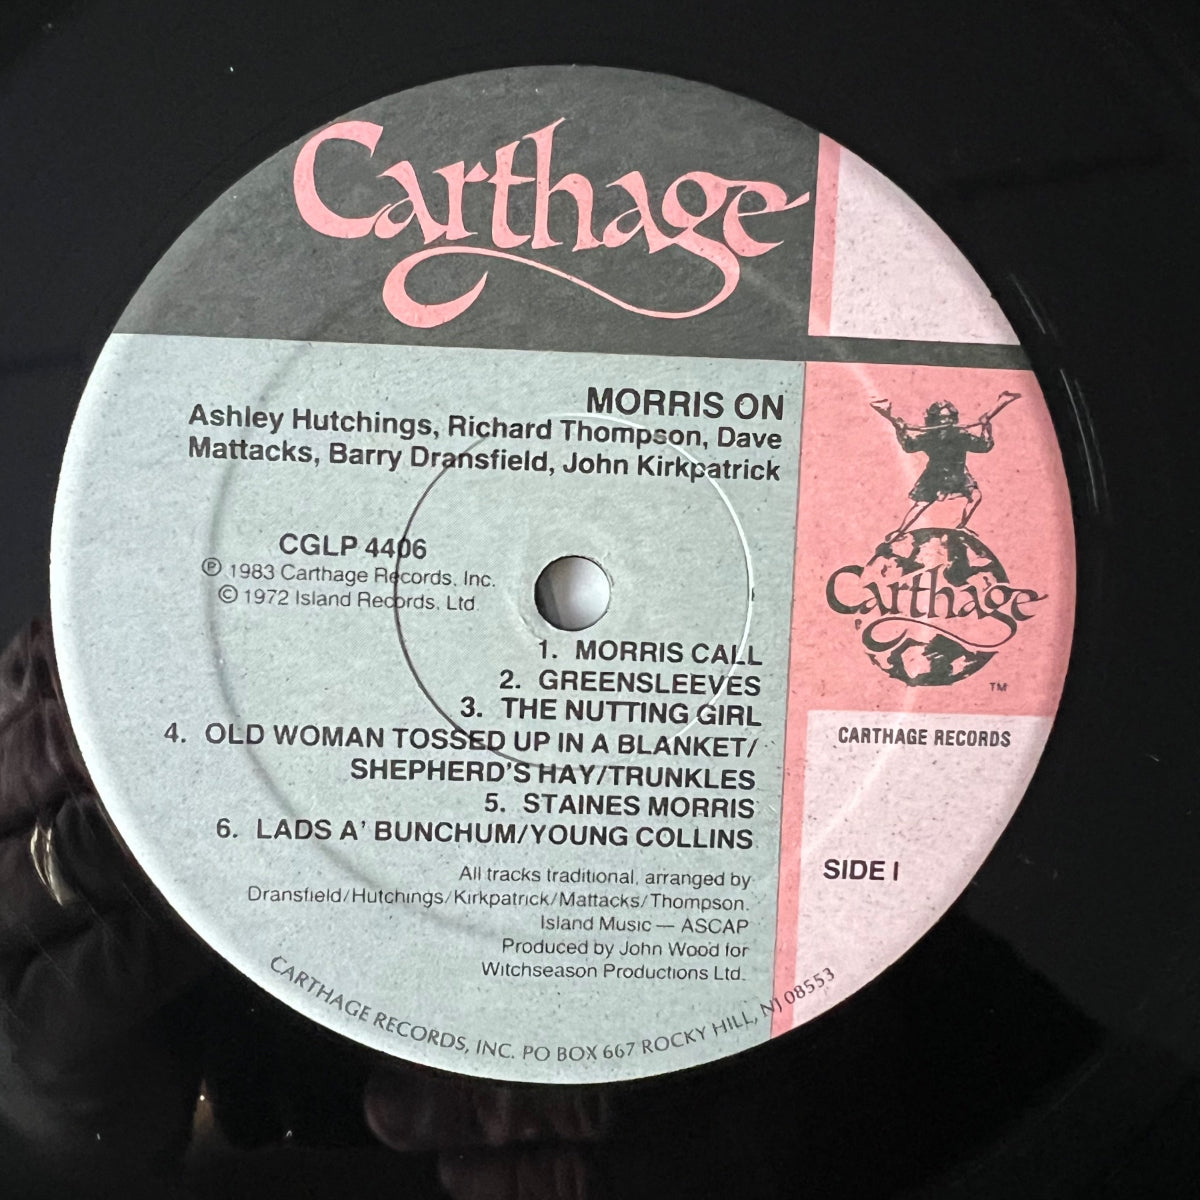 Carthage
MORRIS ON
Ashley Hutchings, Richard Thompson, Dave
Mattacks, Barry Dransfield, John Kirkpatrick
CGLP 4406
℗ 1983 Carthage Records, Inc.
© 1972 Island Records, Ltd.
1. MORRIS CALL
2. GREENSLEEVES
3. THE NUTTING GIRL
4. OLD WOMAN TOSSED UP IN A BLANKET/
SHEPHERD'S HAY/TRUNKLES
5. STAINES MORRIS
6. LADS A' BUNCHUM/YOUNG COLLINS
All tracks traditional, arranged by
Dransfield/Hutchings/Kirkpatrick/Mattacks/Thompson.
Island Music — ASCAP
Produced by John Wood for
Witchseason Productions Ltd.
Carthage
TM
CARTHAGE RECORDS
SIDE I
CARTHAGE RECORDS, INC. PO BOX 667 ROCKY HILL, NJ 08553